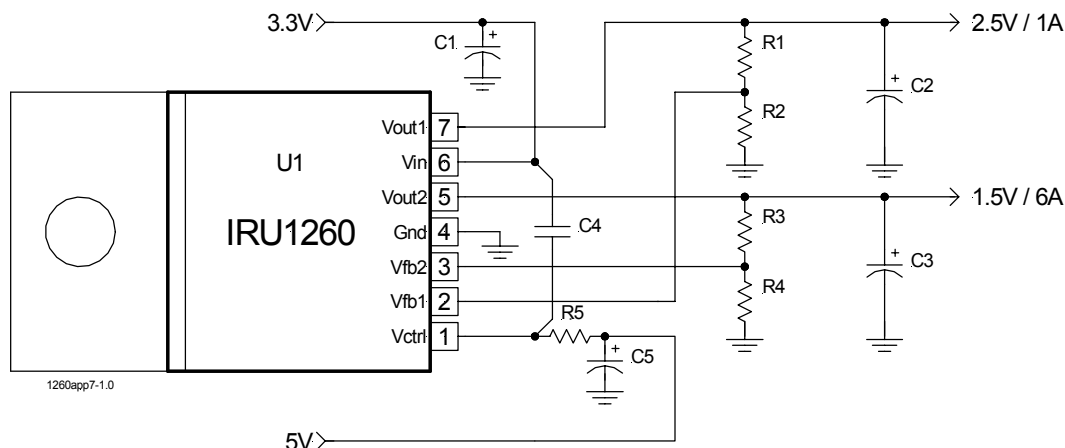 3.3V
C1
+
R1
2.5V / 1A
+
C2
R2
U1
IRU1260
Vout1 7
Vin 6
Vout2 5
Gnd 4
Vfb2 3
Vfb1 2
Vctrl 1
C4
R3
1.5V / 6A
+
C3
R4
R5
+
C5
1260app7-1.0
5V